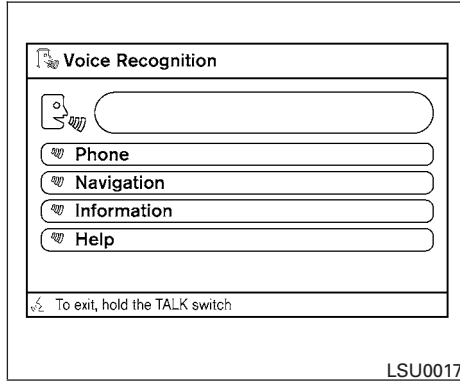 Voice Recognition
Phone
Navigation
Information
Help
To exit, hold the TALK switch
LSU0017